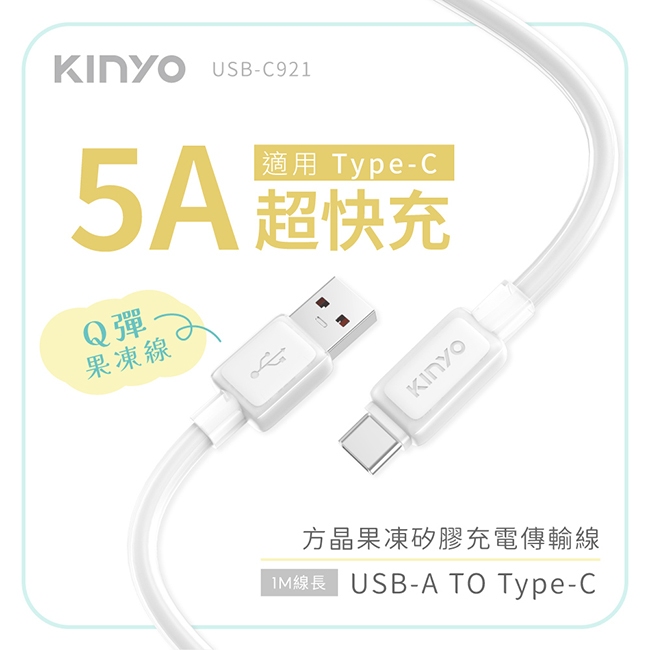 KINYO USB-C921
5A
適用 Type-C
超快充
Q彈
果凍線
KINYO
方晶果凍矽膠充電傳輸線
1M線長 USB-A TO Type-C